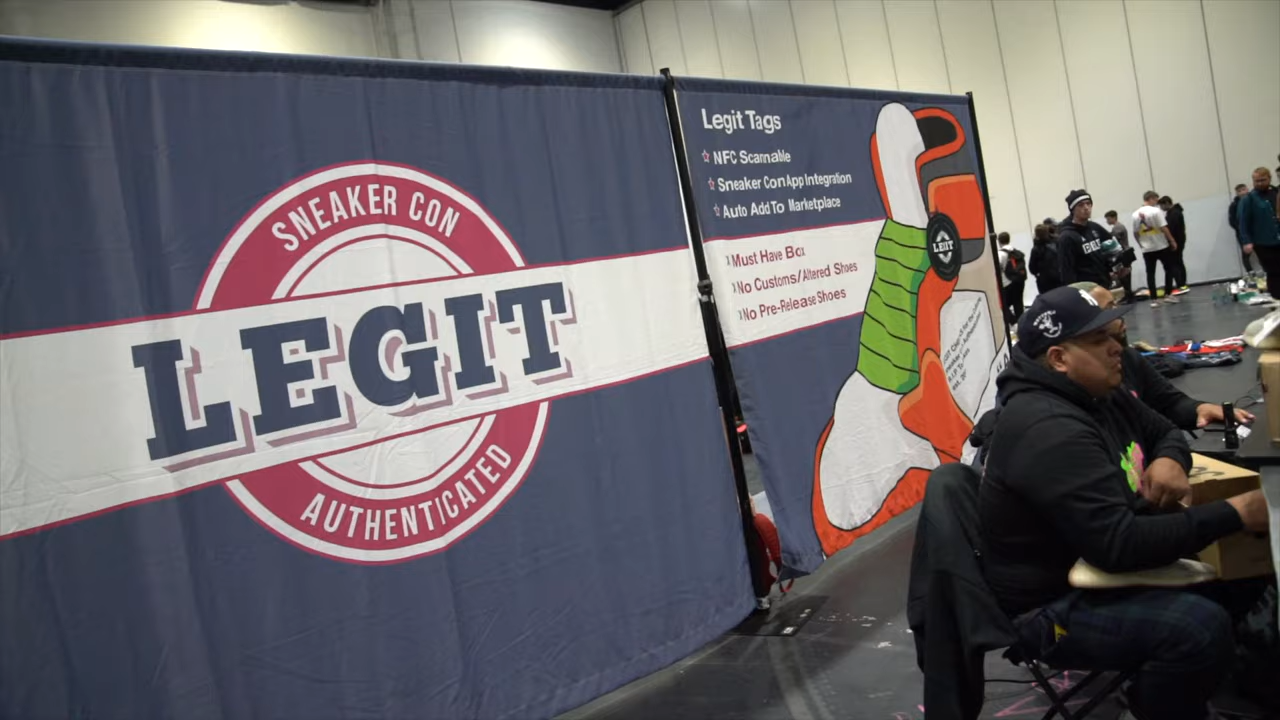 SNEAKER CON
LEGIT
AUTHENTICATED
Legit Tags
NFC Scannable
Sneaker Con App Integration
Auto Add To Marketplace
Must Have Box
No Customs/Altered Shoes
No Pre-Release Shoes
LEGIT